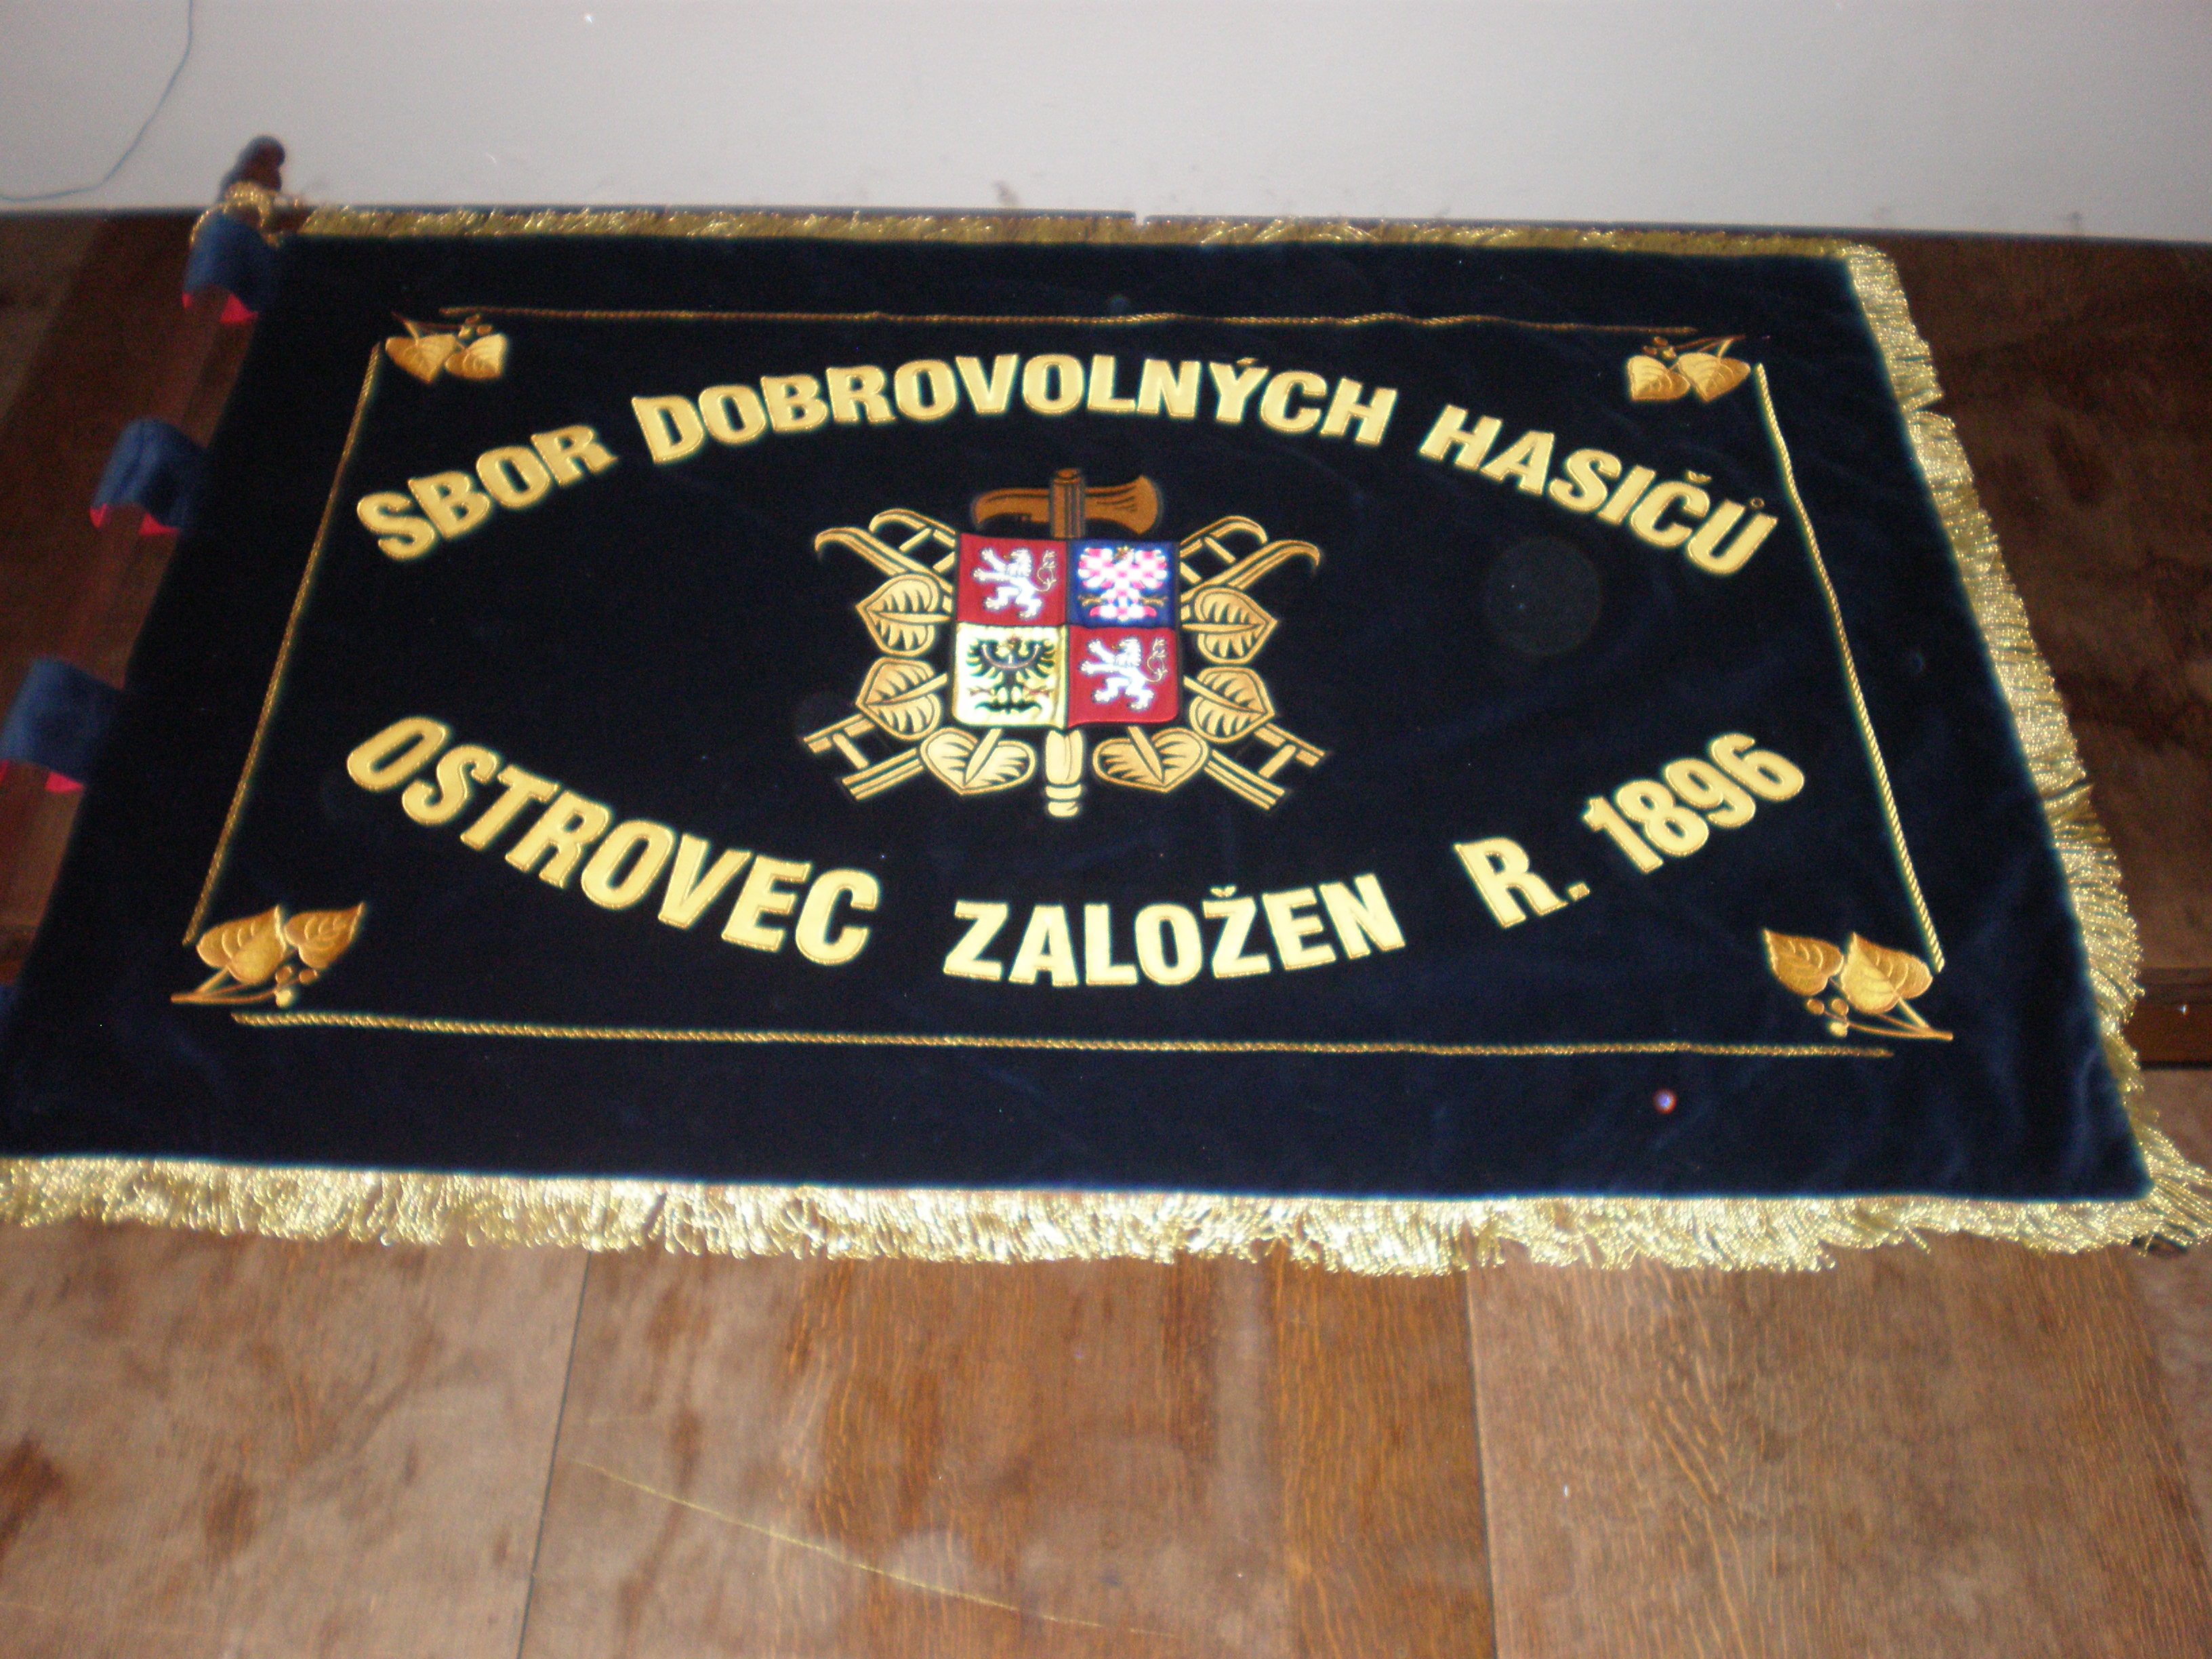 SBOR DOBROVOLNÝCH HASIČŮ
OSTROVEC ZALOŽEN R. 1896